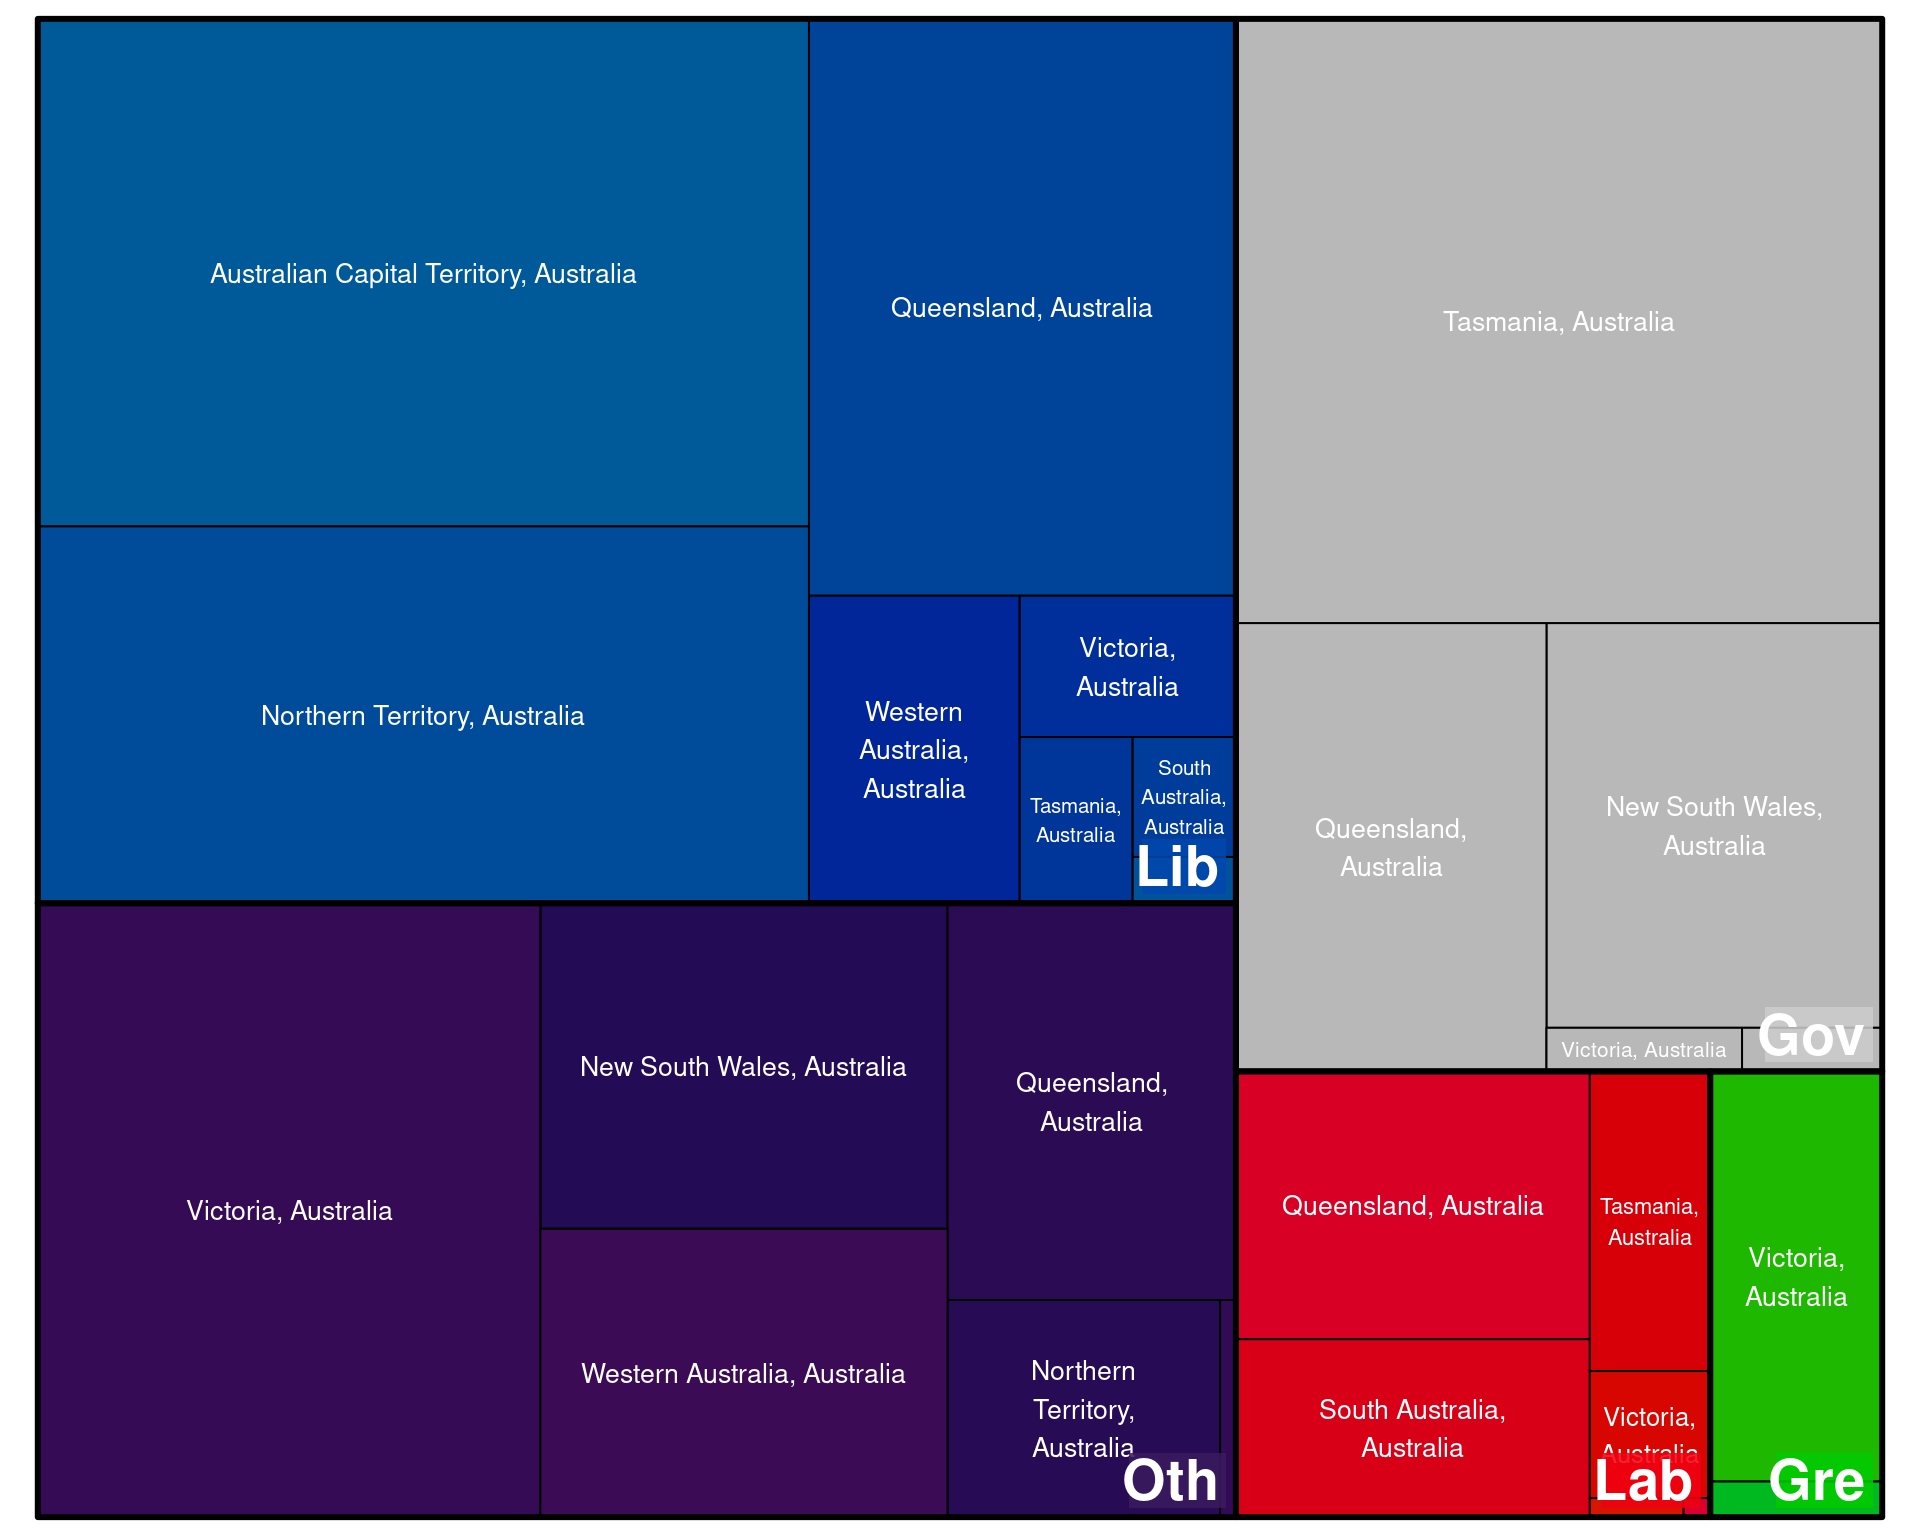 Australian Capital Territory, Australia
Queensland, Australia
Tasmania, Australia
Northern Territory, Australia
Western
Australia,
Australia
Victoria,
Australia
Tasmania,
Australia
South
Australia,
Australia
Lib
Queensland,
Australia
New South Wales,
Australia
Victoria, Australia
Gov
Victoria, Australia
New South Wales, Australia
Western Australia, Australia
Queensland,
Australia
Northern
Territory,
Australia
Oth
Queensland, Australia
South Australia,
Australia
Tasmania,
Australia
Victoria,
Australia
Lab
Victoria,
Australia
Gre